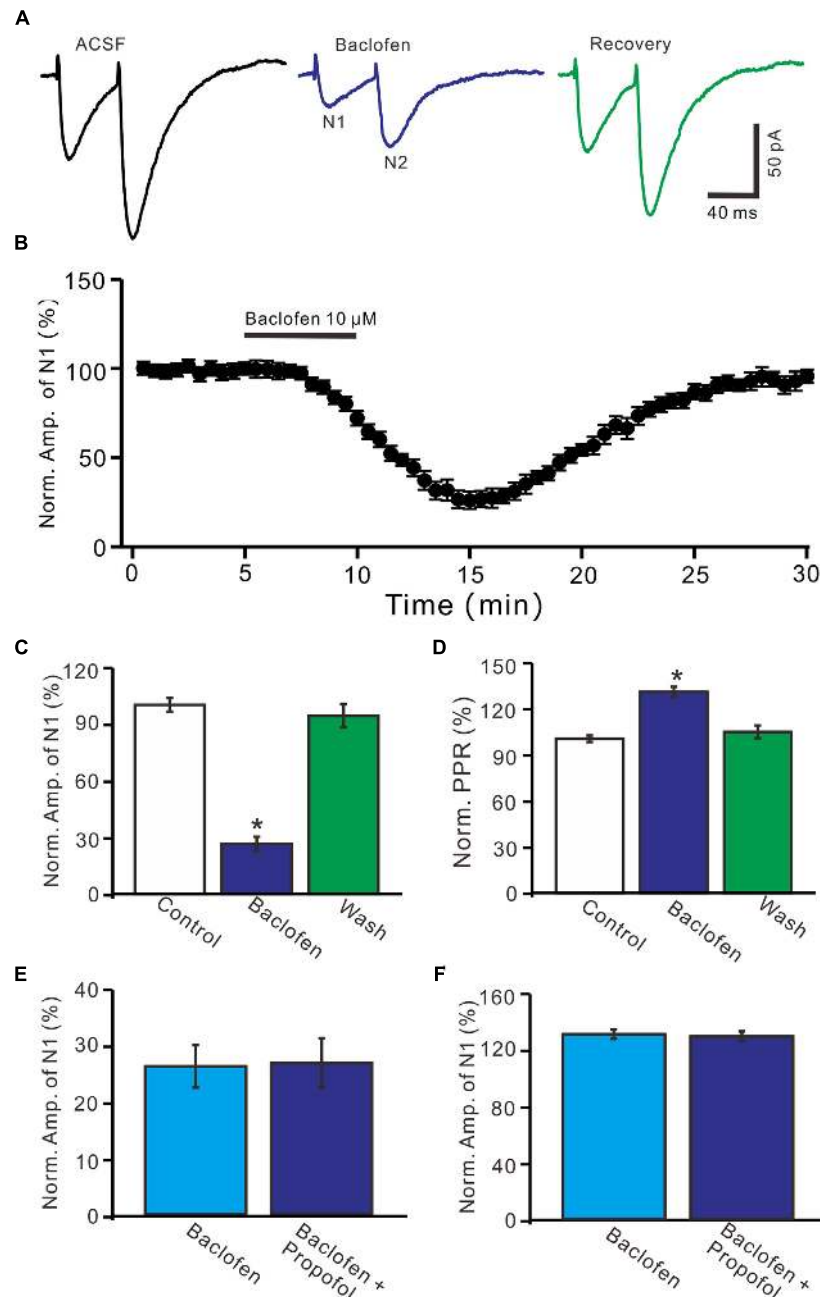 A
ACSF
Baclofen
Recovery
N1
N2
50 pA
40 ms
B
Norm. Amp. of N1 (%)
150
100
50
0
Baclofen 10 µM
0 5 10 15 20 25 30
Time (min)
C
Norm. Amp. of N1 (%)
120
90
60
30
0
*
Control
Baclofen
Wash
D
Norm. PPR (%)
150
120
90
60
30
0
*
Control
Baclofen
Wash
E
Norm. Amp. of N1 (%)
40
30
20
10
0
Baclofen
Baclofen +
Propofol
F
Norm. Amp. of N1 (%)
160
120
80
40
0
Baclofen
Baclofen +
Propofol